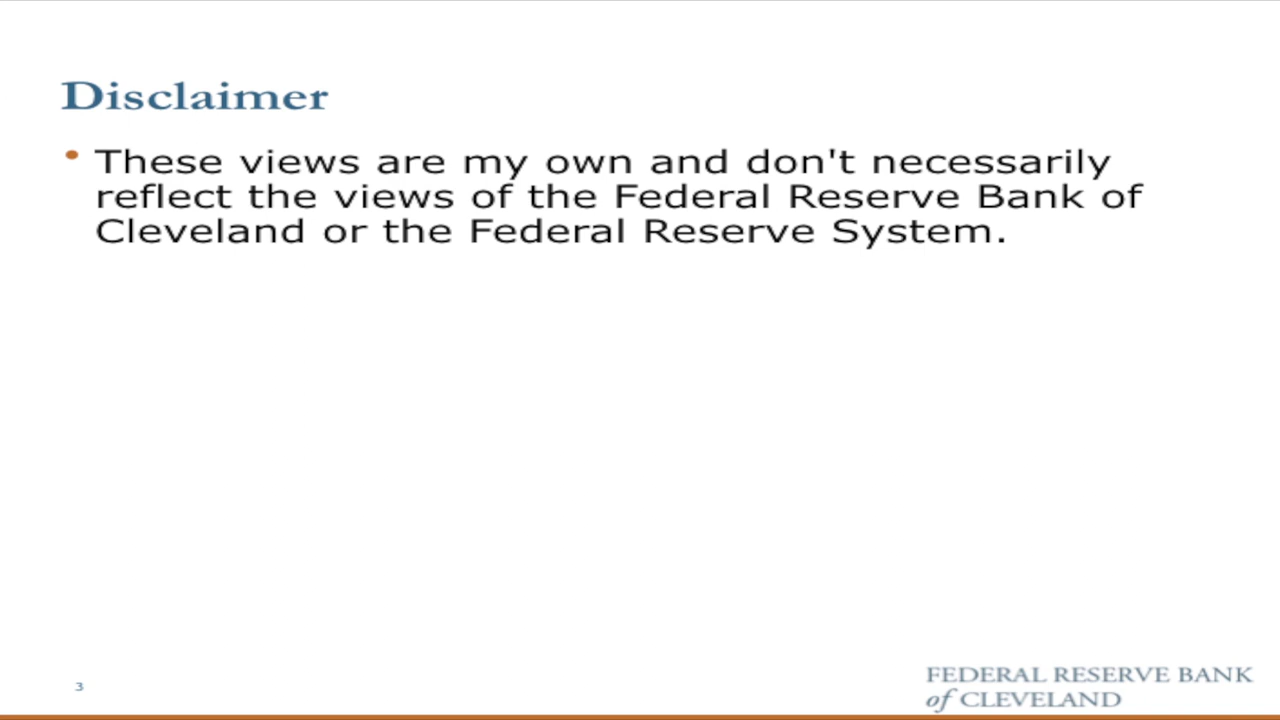 Disclaimer
• These views are my own and don't necessarily
reflect the views of the Federal Reserve Bank of
Cleveland or the Federal Reserve System.
3
FEDERAL RESERVE BANK
of CLEVELAND